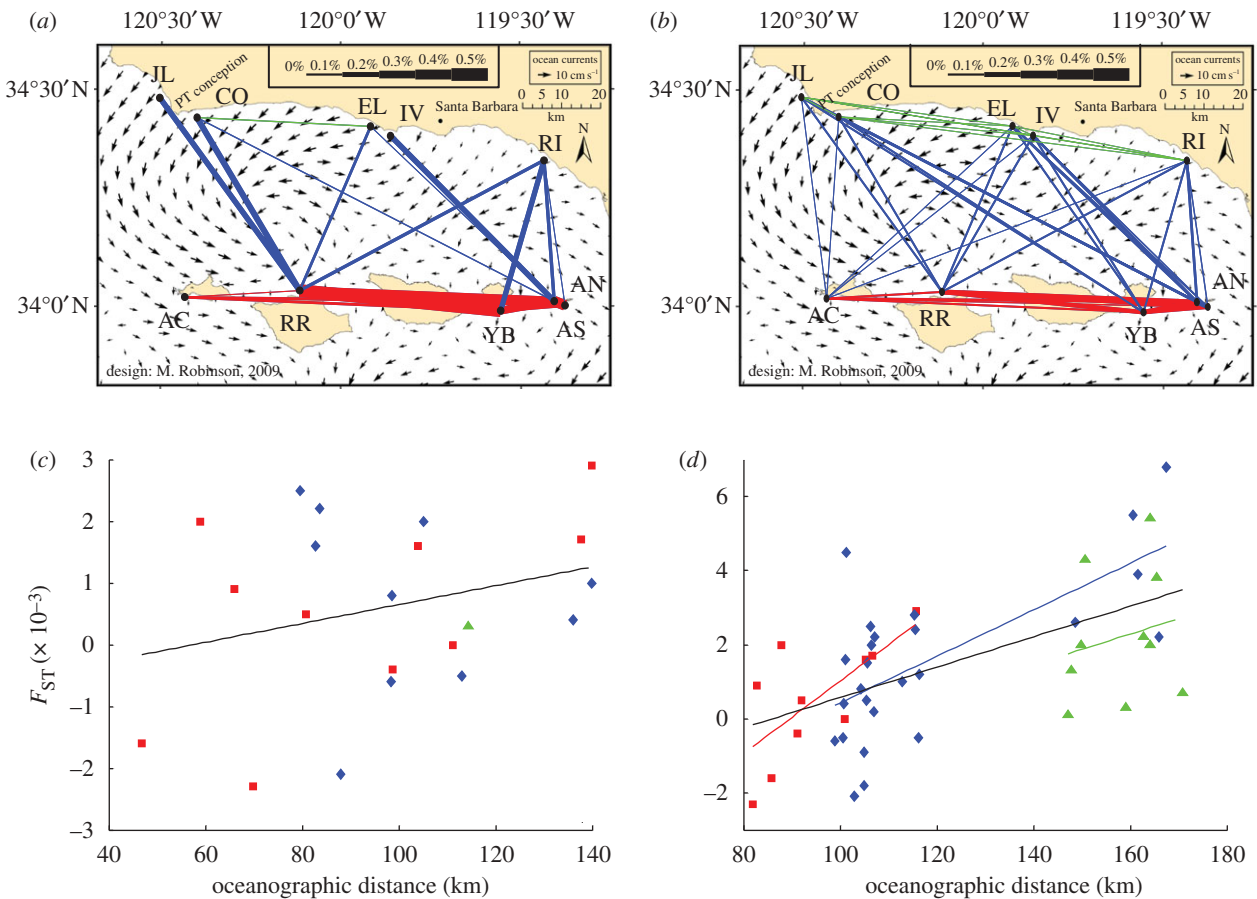 (a)
120°30′W
120°0′W
119°30′W
34°30′N
34°0′N
0% 0.1% 0.2% 0.3% 0.4% 0.5%
ocean currents
10 cm s⁻¹
Santa Barbara
0 5 10 20
km
N
JL
PT conception
CO
EL
IV
RI
AC
RR
YB
AN
AS
design: M. Robinson, 2009
(b)
120°30′W
120°0′W
119°30′W
34°30′N
34°0′N
0% 0.1% 0.2% 0.3% 0.4% 0.5%
ocean currents
10 cm s⁻¹
Santa Barbara
0 5 10 20
km
N
JL
PT conception
CO
EL
IV
RI
AC
RR
YB
AN
AS
design: M. Robinson, 2009
(c)
F_ST (× 10⁻³)
3
2
1
0
−1
−2
−3
40 60 80 100 120 140
oceanographic distance (km)
(d)
6
4
2
0
−2
80 100 120 140 160 180
oceanographic distance (km)